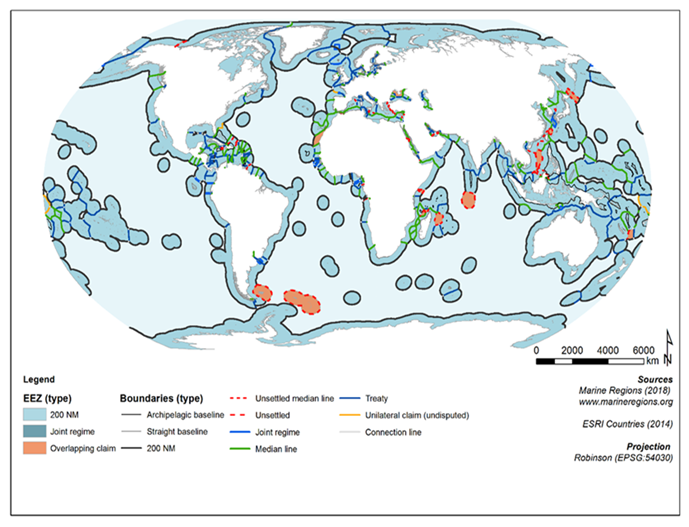 0 2000 4000 6000
km
N
Legend
EEZ (type)
200 NM
Joint regime
Overlapping claim
Boundaries (type)
Archipelagic baseline
Straight baseline
200 NM
Unsettled median line
Unsettled
Joint regime
Median line
Treaty
Unilateral claim (undisputed)
Connection line
Sources
Marine Regions (2018)
www.marineregions.org
ESRI Countries (2014)
Projection
Robinson (EPSG:54030)